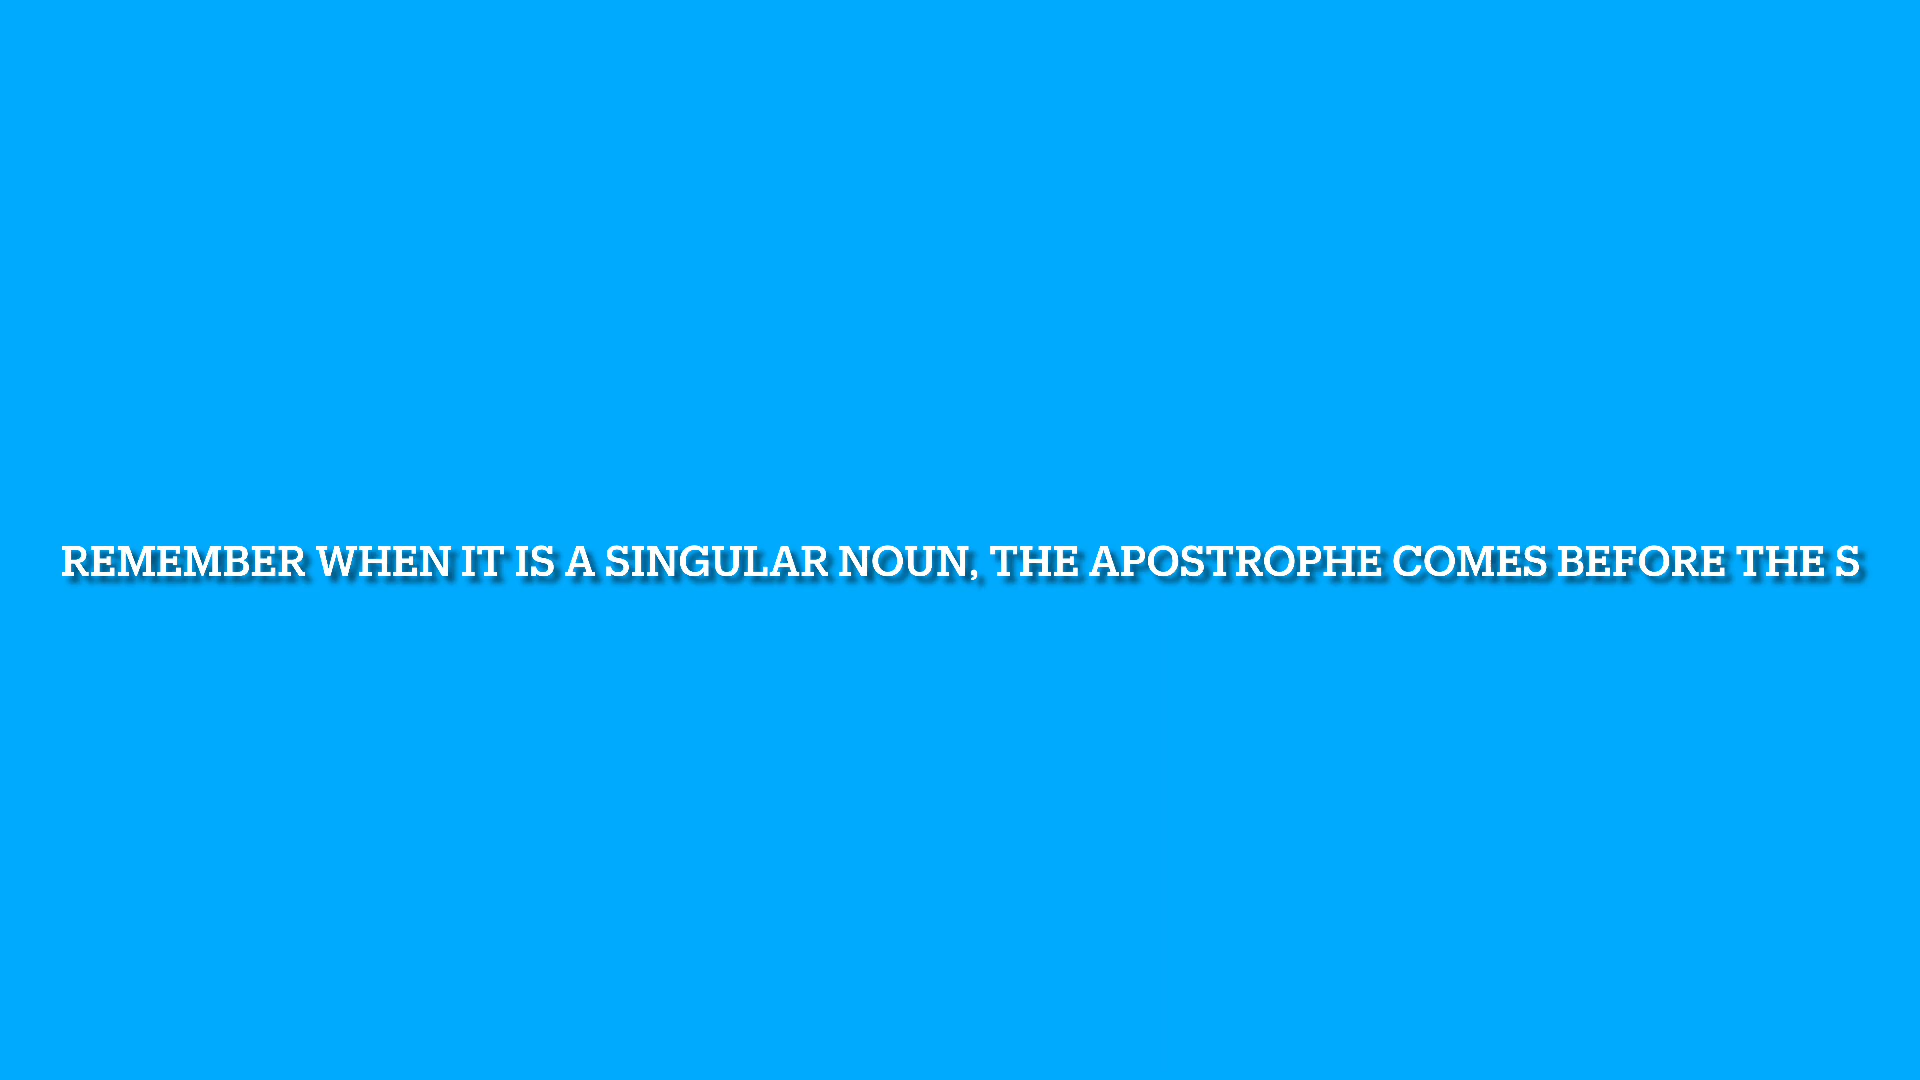 REMEMBER WHEN IT IS A SINGULAR NOUN, THE APOSTROPHE COMES BEFORE THE S